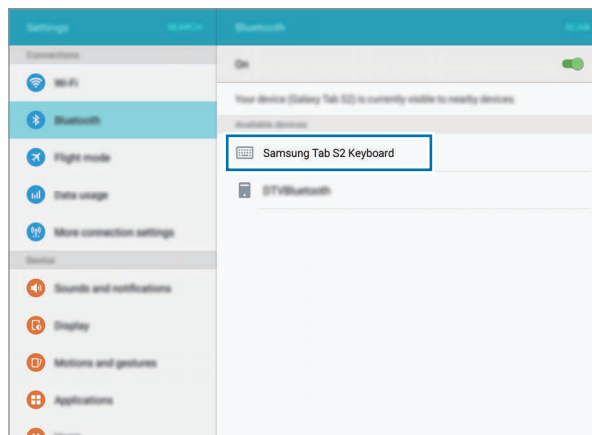 Settings
SEARCH
Connections
Wi-Fi
Bluetooth
Flight mode
Data usage
More connection settings
Device
Sounds and notifications
Display
Motions and gestures
Applications
Bluetooth
SCAN
On
Your device (Galaxy Tab S2) is currently visible to nearby devices.
Available devices
Samsung Tab S2 Keyboard
DTVBluetooth